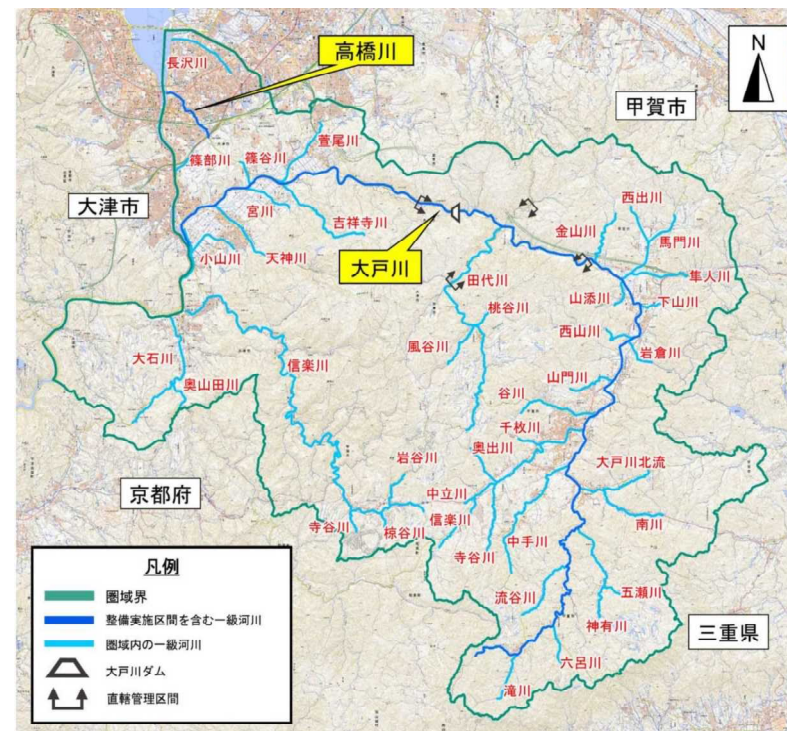 高橋川
N
長沢川
甲賀市
萱尾川
篠谷川
篠部川
西出川
大津市
宮川
金山川
馬門川
吉祥寺川
小山川
天神川
大戸川
田代川
隼人川
桃谷川
山添川
下山川
大石川
信楽川
風谷川
西山川
岩倉川
奥山田川
山門川
谷川
千枚川
岩谷川
奥出川
大戸川北流
京都府
中立川
寺谷川
椋谷川
信楽川
南川
寺谷川
中手川
凡例
圏域界
流谷川
五瀬川
整備実施区間を含む一級河川
神有川
三重県
圏域内の一級河川
六呂川
大戸川ダム
滝川
直轄管理区間